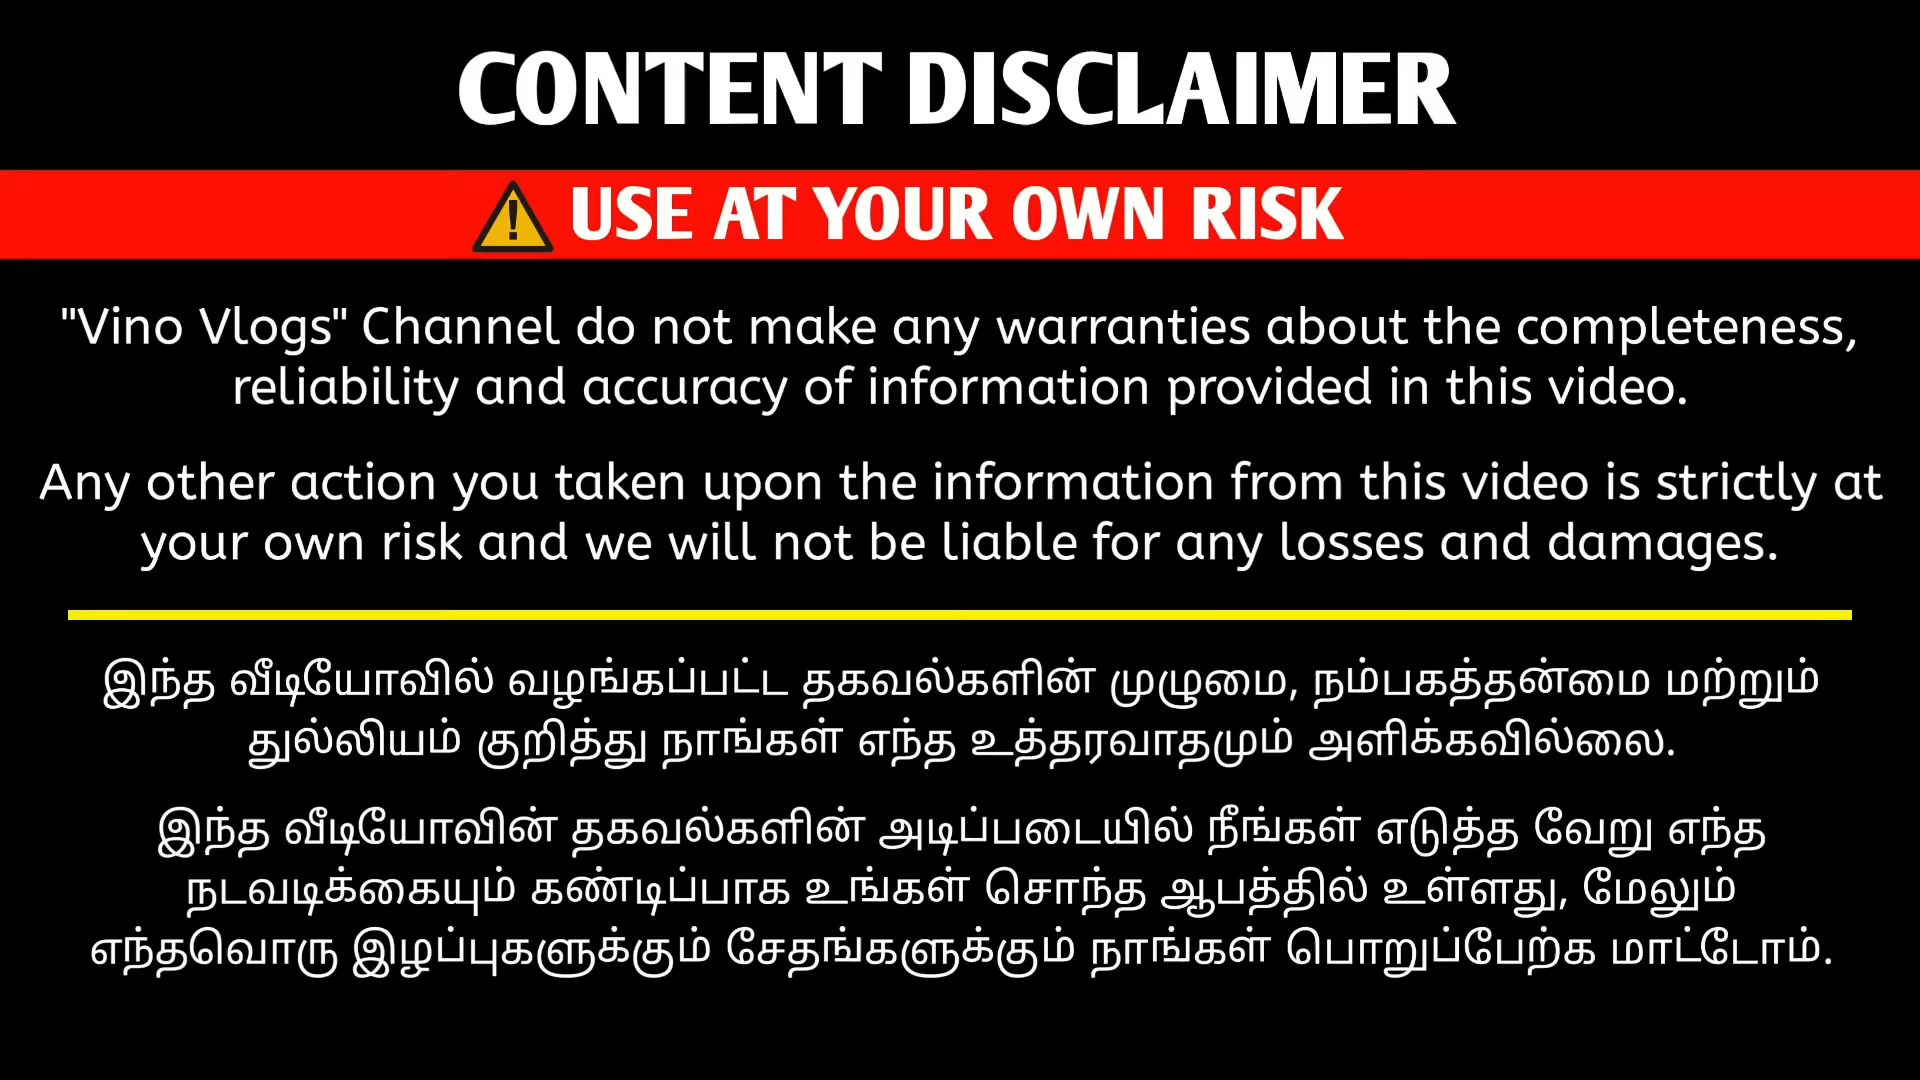 CONTENT DISCLAIMER
USE AT YOUR OWN RISK
"Vino Vlogs" Channel do not make any warranties about the completeness,
reliability and accuracy of information provided in this video.
Any other action you taken upon the information from this video is strictly at
your own risk and we will not be liable for any losses and damages.
இந்த வீடியோவில் வழங்கப்பட்ட தகவல்களின் முழுமை, நம்பகத்தன்மை மற்றும்
துல்லியம் குறித்து நாங்கள் எந்த உத்தரவாதமும் அளிக்கவில்லை.
இந்த வீடியோவின் தகவல்களின் அடிப்படையில் நீங்கள் எடுத்த வேறு எந்த
நடவடிக்கையும் கண்டிப்பாக உங்கள் சொந்த ஆபத்தில் உள்ளது, மேலும்
எந்தவொரு இழப்புகளுக்கும் சேதங்களுக்கும் நாங்கள் பொறுப்பேற்க மாட்டோம்.